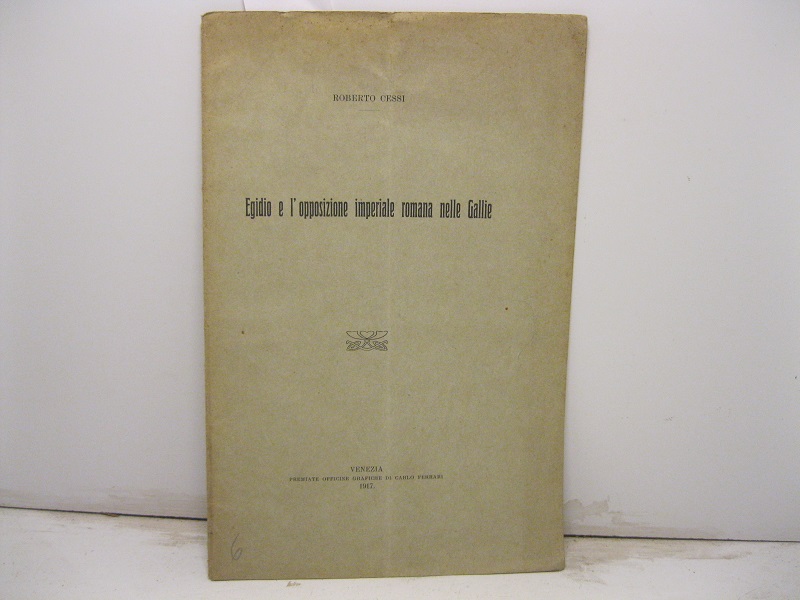 ROBERTO CESSI
Egidio e l'opposizione imperiale romana nelle Gallie
VENEZIA
PREMIATE OFFICINE GRAFICHE DI CARLO FERRARI
1917.
6